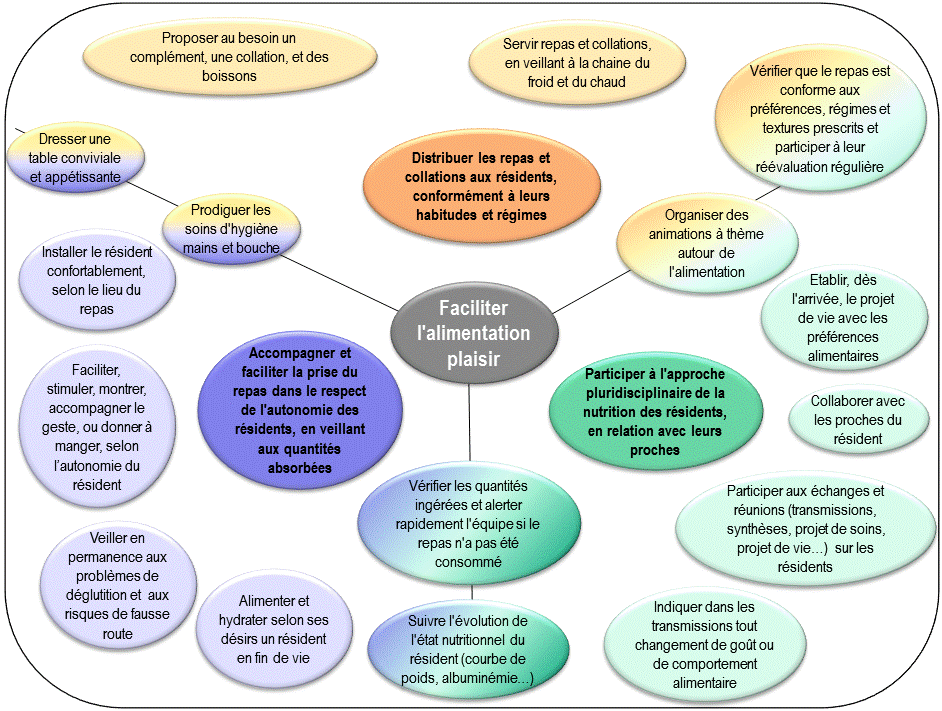 Proposer au besoin un
complément, une collation, et des
boissons
Servir repas et collations,
en veillant à la chaine du
froid et du chaud
Vérifier que le repas est
conforme aux
préférences, régimes et
textures prescrits et
participer à leur
réévaluation régulière
Dresser une
table conviviale
et appétissante
Distribuer les repas et
collations aux résidents,
conformément à leurs
habitudes et régimes
Prodiguer les
soins d'hygiène
mains et bouche
Organiser des
animations à thème
autour de
l'alimentation
Installer le résident
confortablement,
selon le lieu du
repas
Faciliter
l'alimentation
plaisir
Etablir, dès
l'arrivée, le projet
de vie avec les
préférences
alimentaires
Accompagner et
faciliter la prise du
repas dans le respect
de l'autonomie des
résidents, en veillant
aux quantités
absorbées
Participer à l'approche
pluridisciplinaire de la
nutrition des résidents,
en relation avec leurs
proches
Faciliter,
stimuler, montrer,
accompagner le
geste, ou donner à
manger, selon
l’autonomie du
résident
Collaborer avec
les proches du
résident
Vérifier les quantités
ingérées et alerter
rapidement l'équipe si le
repas n'a pas été
consommé
Participer aux échanges et
réunions (transmissions,
synthèses, projet de soins,
projet de vie...) sur les
résidents
Veiller en
permanence aux
problèmes de
déglutition et aux
risques de fausse
route
Alimenter et
hydrater selon ses
désirs un résident
en fin de vie
Suivre l'évolution de
l'état nutritionnel du
résident (courbe de
poids, albuminémie...)
Indiquer dans les
transmissions tout
changement de goût ou
de comportement
alimentaire